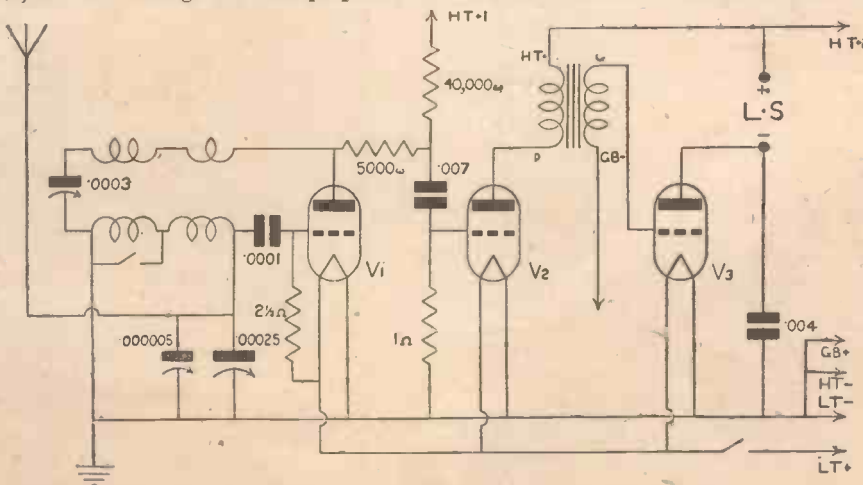 HT+1
HT+2
40,000ω
G
+
L·S
–
5000ω
P
GB-
·0003
·007
·0001
V1
V2
V3
2½Ω
1Ω
·000005
·00025
·004
GB+
HT–
LT–
LT+